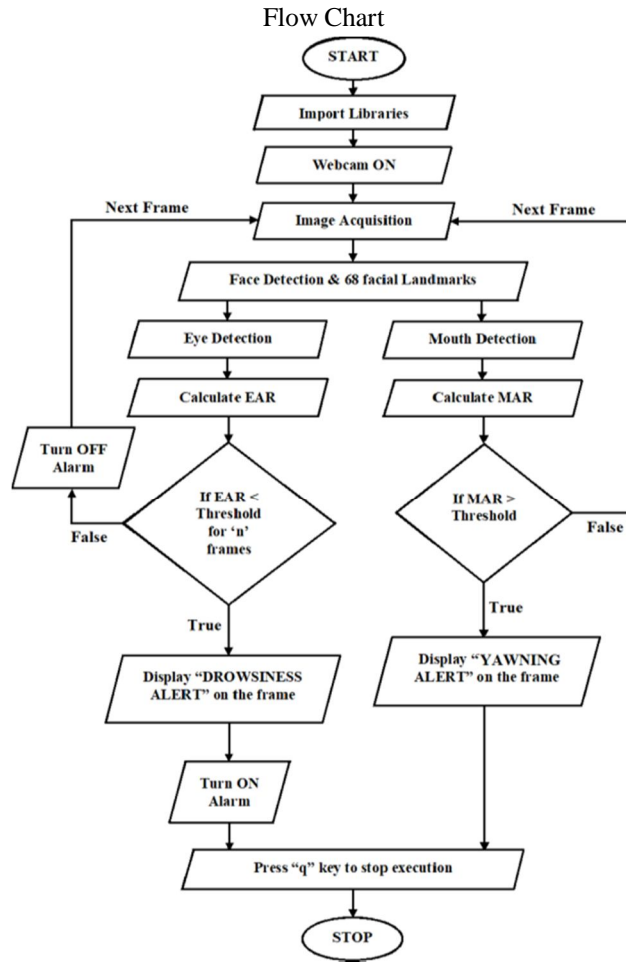 Flow Chart
START
Import Libraries
Webcam ON
Next Frame
Image Acquisition
Next Frame
Face Detection & 68 facial Landmarks
Eye Detection
Mouth Detection
Calculate EAR
Calculate MAR
Turn OFF
Alarm
If EAR <
Threshold
for ‘n’
frames
If MAR >
Threshold
False
False
True
True
Display “DROWSINESS
ALERT” on the frame
Display “YAWNING
ALERT” on the frame
Turn ON
Alarm
Press “q” key to stop execution
STOP